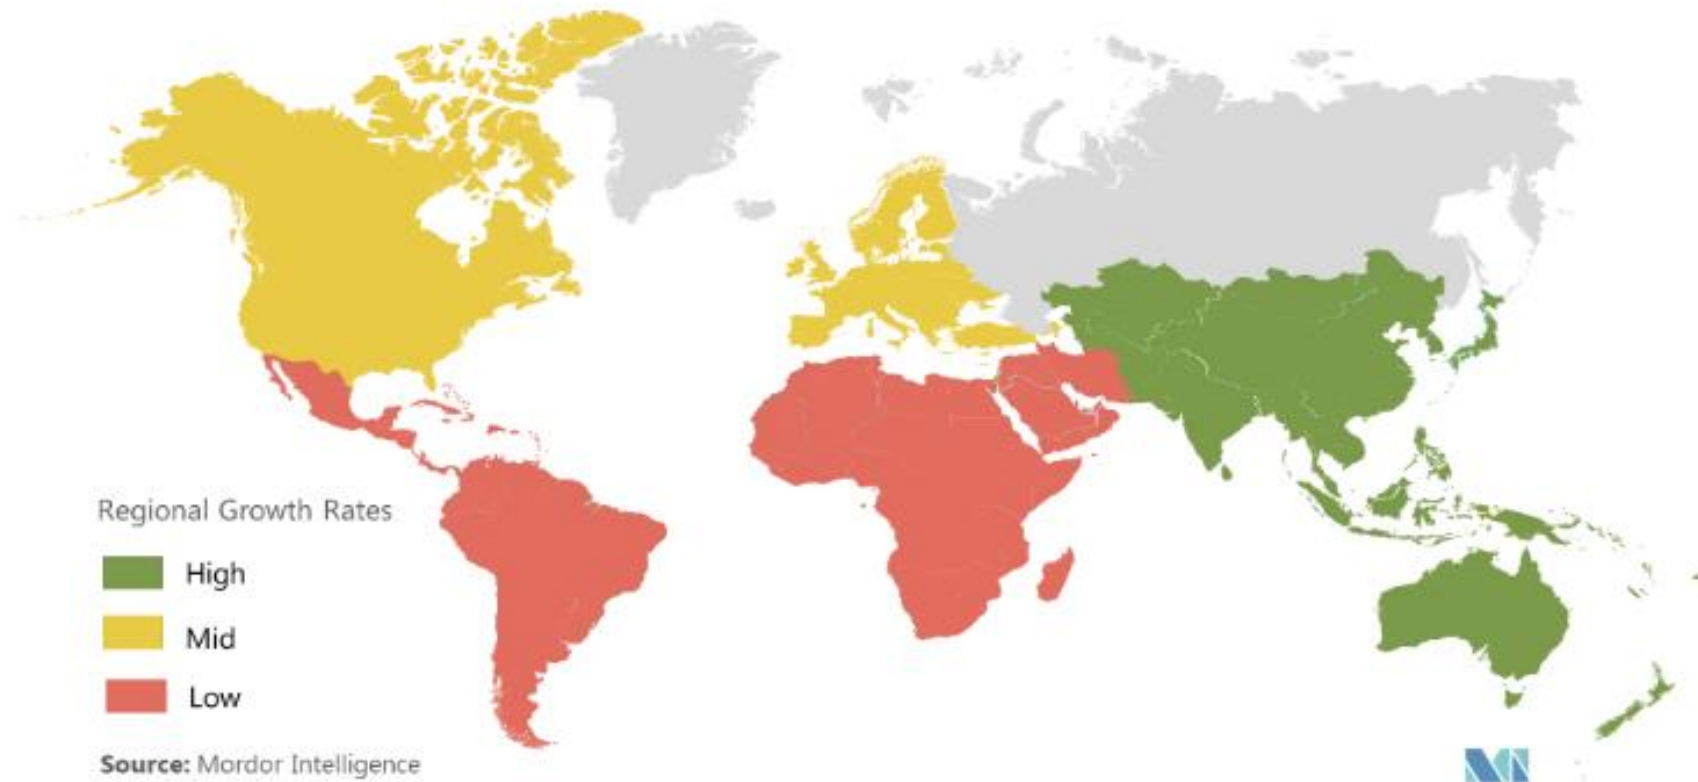 Regional Growth Rates
High
Mid
Low
Source: Mordor Intelligence